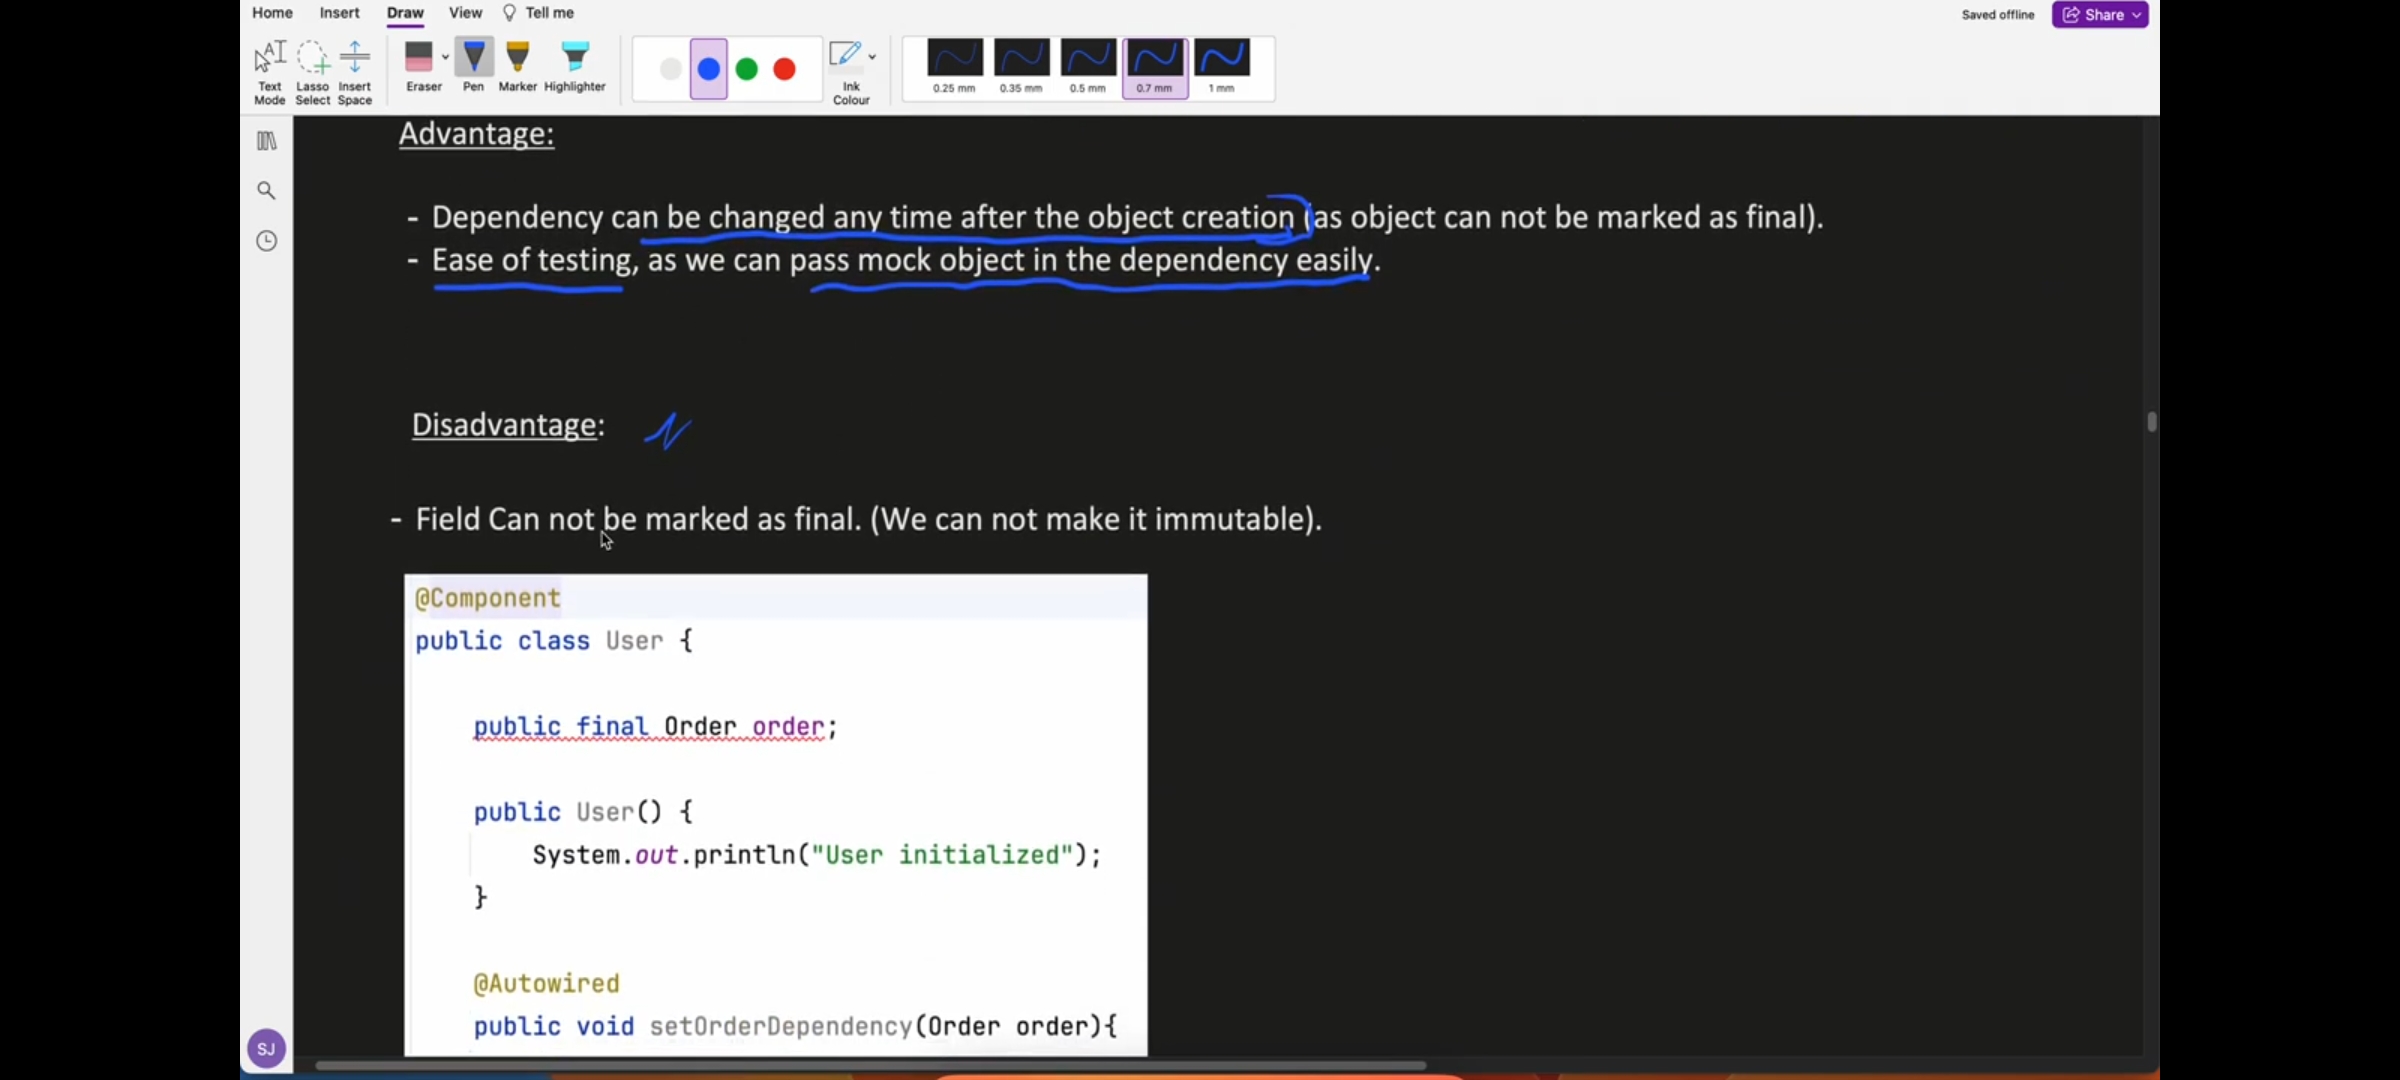 Home Insert Draw View Tell me Saved offline Share
Text Mode Lasso Select Insert Space Eraser Pen Marker Highlighter Ink Colour 0.25 mm 0.35 mm 0.5 mm 0.7 mm 1 mm
Advantage:
- Dependency can be changed any time after the object creation (as object can not be marked as final).
- Ease of testing, as we can pass mock object in the dependency easily.
Disadvantage:
- Field Can not be marked as final. (We can not make it immutable).
@Component
public class User {
public final Order order;
public User() {
System.out.println("User initialized");
}
@Autowired
public void setOrderDependency(Order order){
SJ